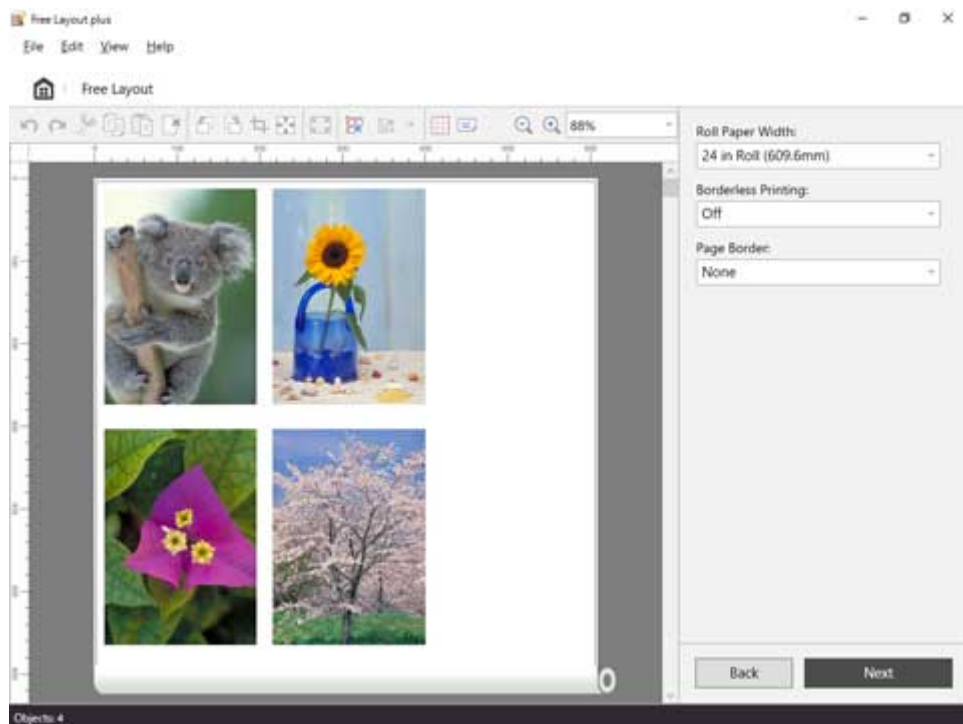 Free Layout plus
File Edit View Help
Free Layout
88%
Roll Paper Width:
24 in Roll (609.6mm)
Borderless Printing:
Off
Page Border:
None
Back Next
Objects: 4